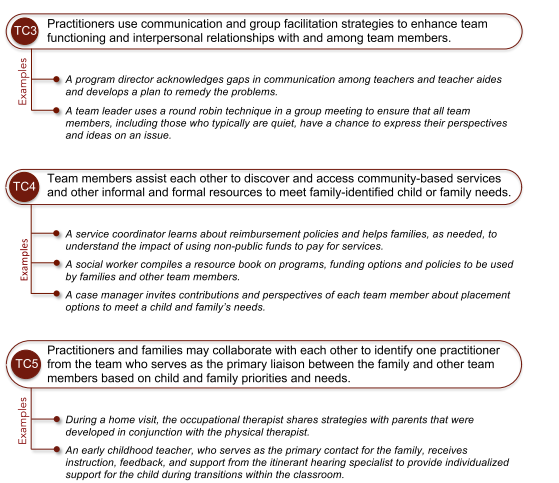 TC3
Practitioners use communication and group facilitation strategies to enhance team
functioning and interpersonal relationships with and among team members.
Examples
A program director acknowledges gaps in communication among teachers and teacher aides
and develops a plan to remedy the problems.
A team leader uses a round robin technique in a group meeting to ensure that all team
members, including those who typically are quiet, have a chance to express their perspectives
and ideas on an issue.
TC4
Team members assist each other to discover and access community-based services
and other informal and formal resources to meet family-identified child or family needs.
Examples
A service coordinator learns about reimbursement policies and helps families, as needed, to
understand the impact of using non-public funds to pay for services.
A social worker compiles a resource book on programs, funding options and policies to be used
by families and other team members.
A case manager invites contributions and perspectives of each team member about placement
options to meet a child and family's needs.
TC5
Practitioners and families may collaborate with each other to identify one practitioner
from the team who serves as the primary liaison between the family and other team
members based on child and family priorities and needs.
Examples
During a home visit, the occupational therapist shares strategies with parents that were
developed in conjunction with the physical therapist.
An early childhood teacher, who serves as the primary contact for the family, receives
instruction, feedback, and support from the itinerant hearing specialist to provide individualized
support for the child during transitions within the classroom.